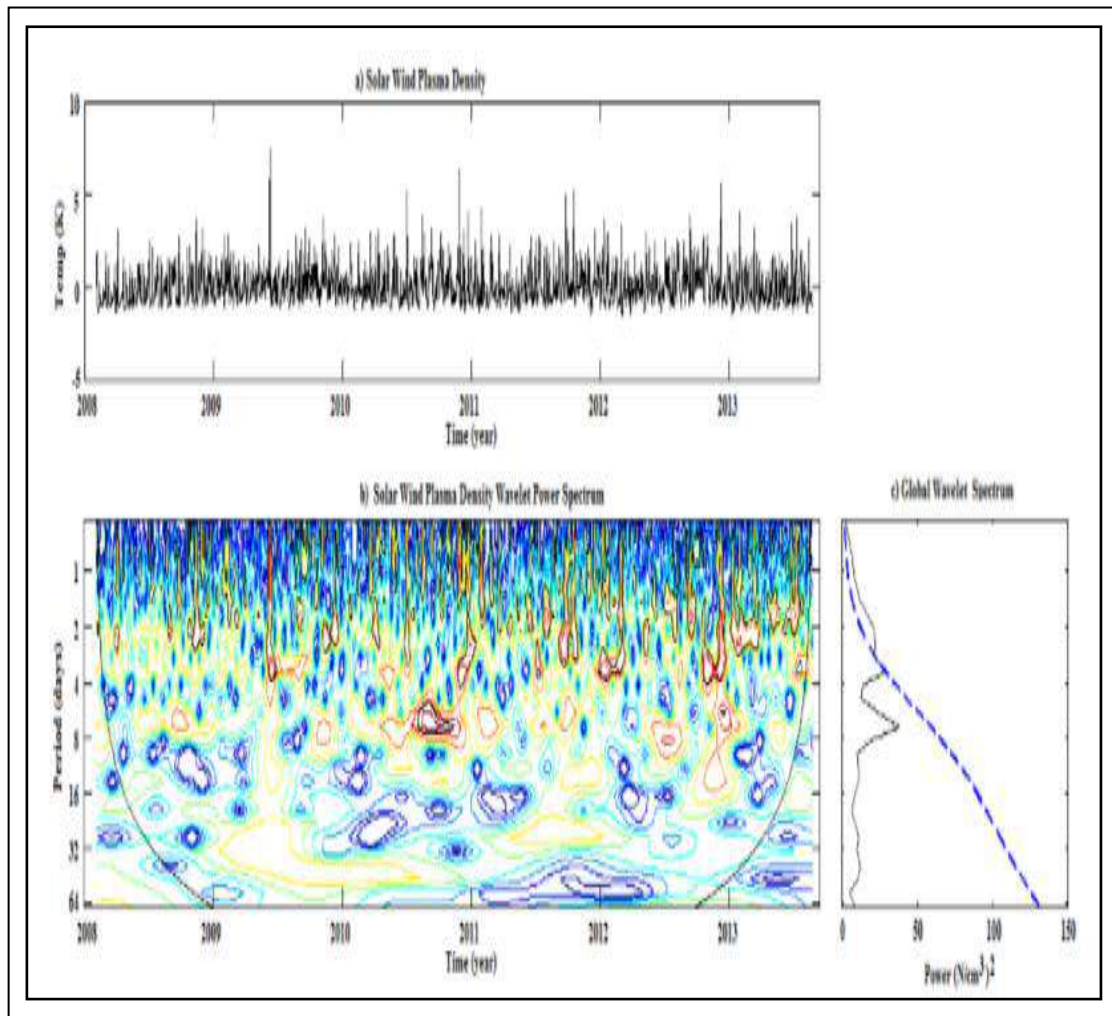 a) Solar Wind Plasma Density
10
5
0
-5
Temp (K)
2008 2009 2010 2011 2012 2013
Time (year)
b) Solar Wind Plasma Density Wavelet Power Spectrum
c) Global Wavelet Spectrum
1
2
4
8
16
32
64
Period (days)
2008 2009 2010 2011 2012 2013
Time (year)
0 50 100 150
Power (N/cm³)²